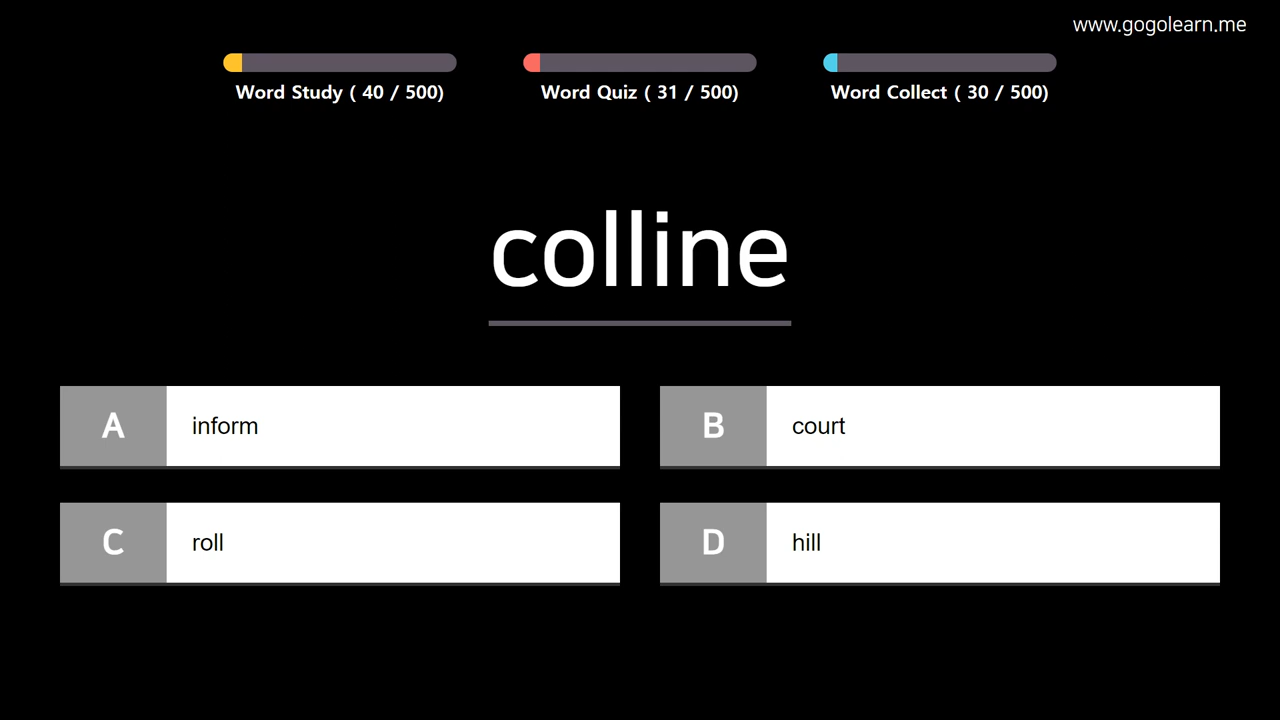 www.gogolearn.me
Word Study ( 40 / 500)
Word Quiz ( 31 / 500)
Word Collect ( 30 / 500)
colline
A inform
B court
C roll
D hill